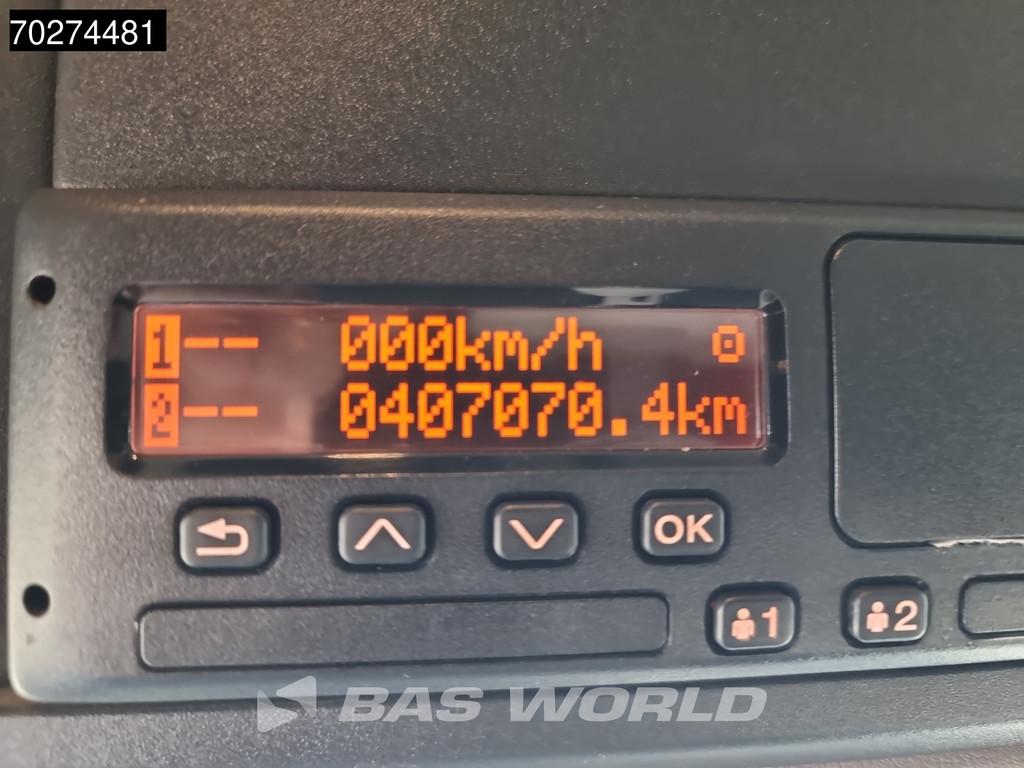 70274481
1-- 000km/h o
2-- 0407070.4km
OK
1 2
BAS WORLD